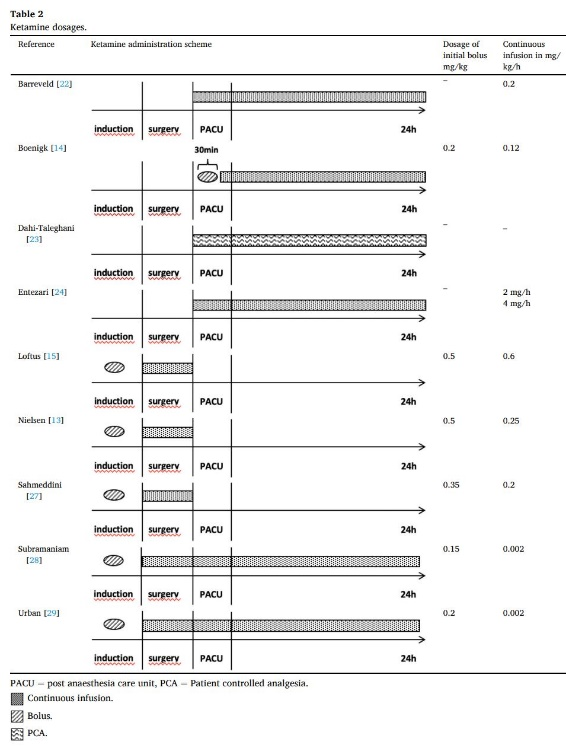 Table 2
Ketamine dosages.
Reference Ketamine administration scheme Dosage of initial bolus mg/kg Continuous infusion in mg/kg/h
Barreveld [22] – 0.2
induction surgery PACU 24h
Boenigk [14] 30min 0.2 0.12
induction surgery PACU 24h
Dahi-Taleghani [23] – –
induction surgery PACU 24h
Entezari [24] – 2 mg/h
4 mg/h
induction surgery PACU 24h
Loftus [15] 0.5 0.6
induction surgery PACU 24h
Nielsen [13] 0.5 0.25
induction surgery PACU 24h
Sahmeddini [27] 0.35 0.2
induction surgery PACU 24h
Subramaniam [28] 0.15 0.002
induction surgery PACU 24h
Urban [29] 0.2 0.002
induction surgery PACU 24h
PACU – post anaesthesia care unit, PCA – Patient controlled analgesia.
Continuous infusion.
Bolus.
PCA.